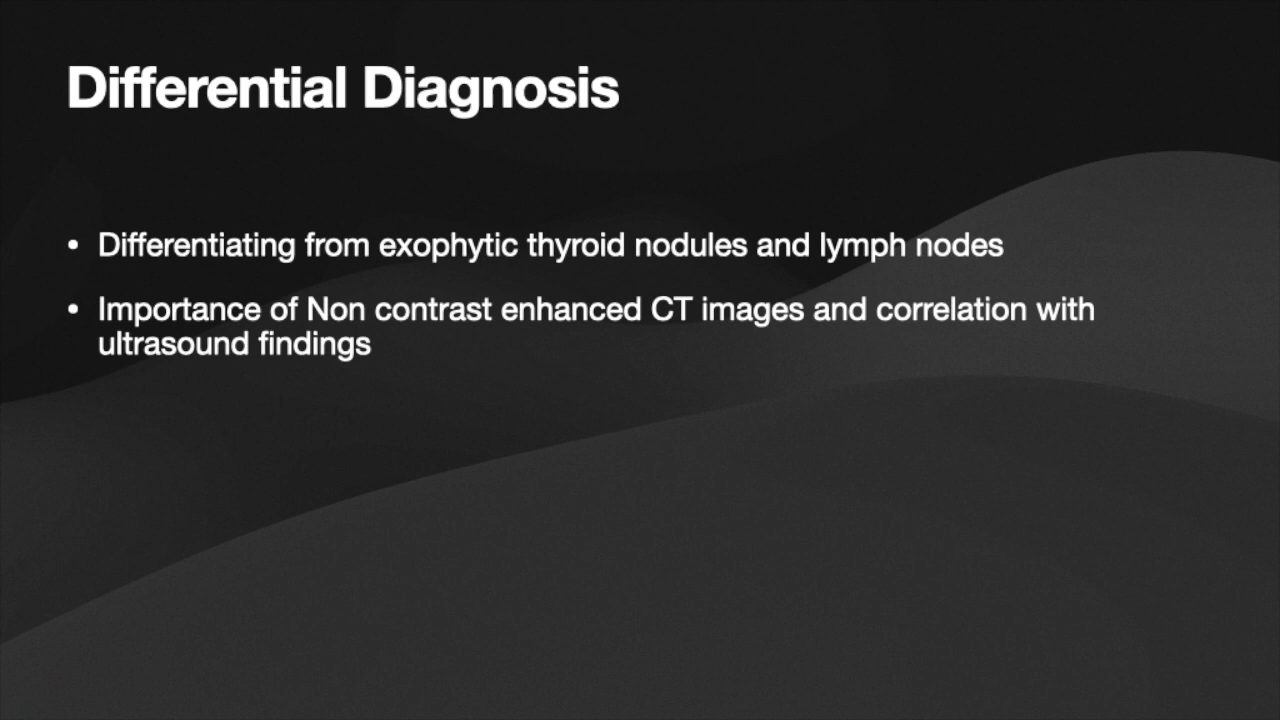 Differential Diagnosis
• Differentiating from exophytic thyroid nodules and lymph nodes
• Importance of Non contrast enhanced CT images and correlation with
ultrasound findings